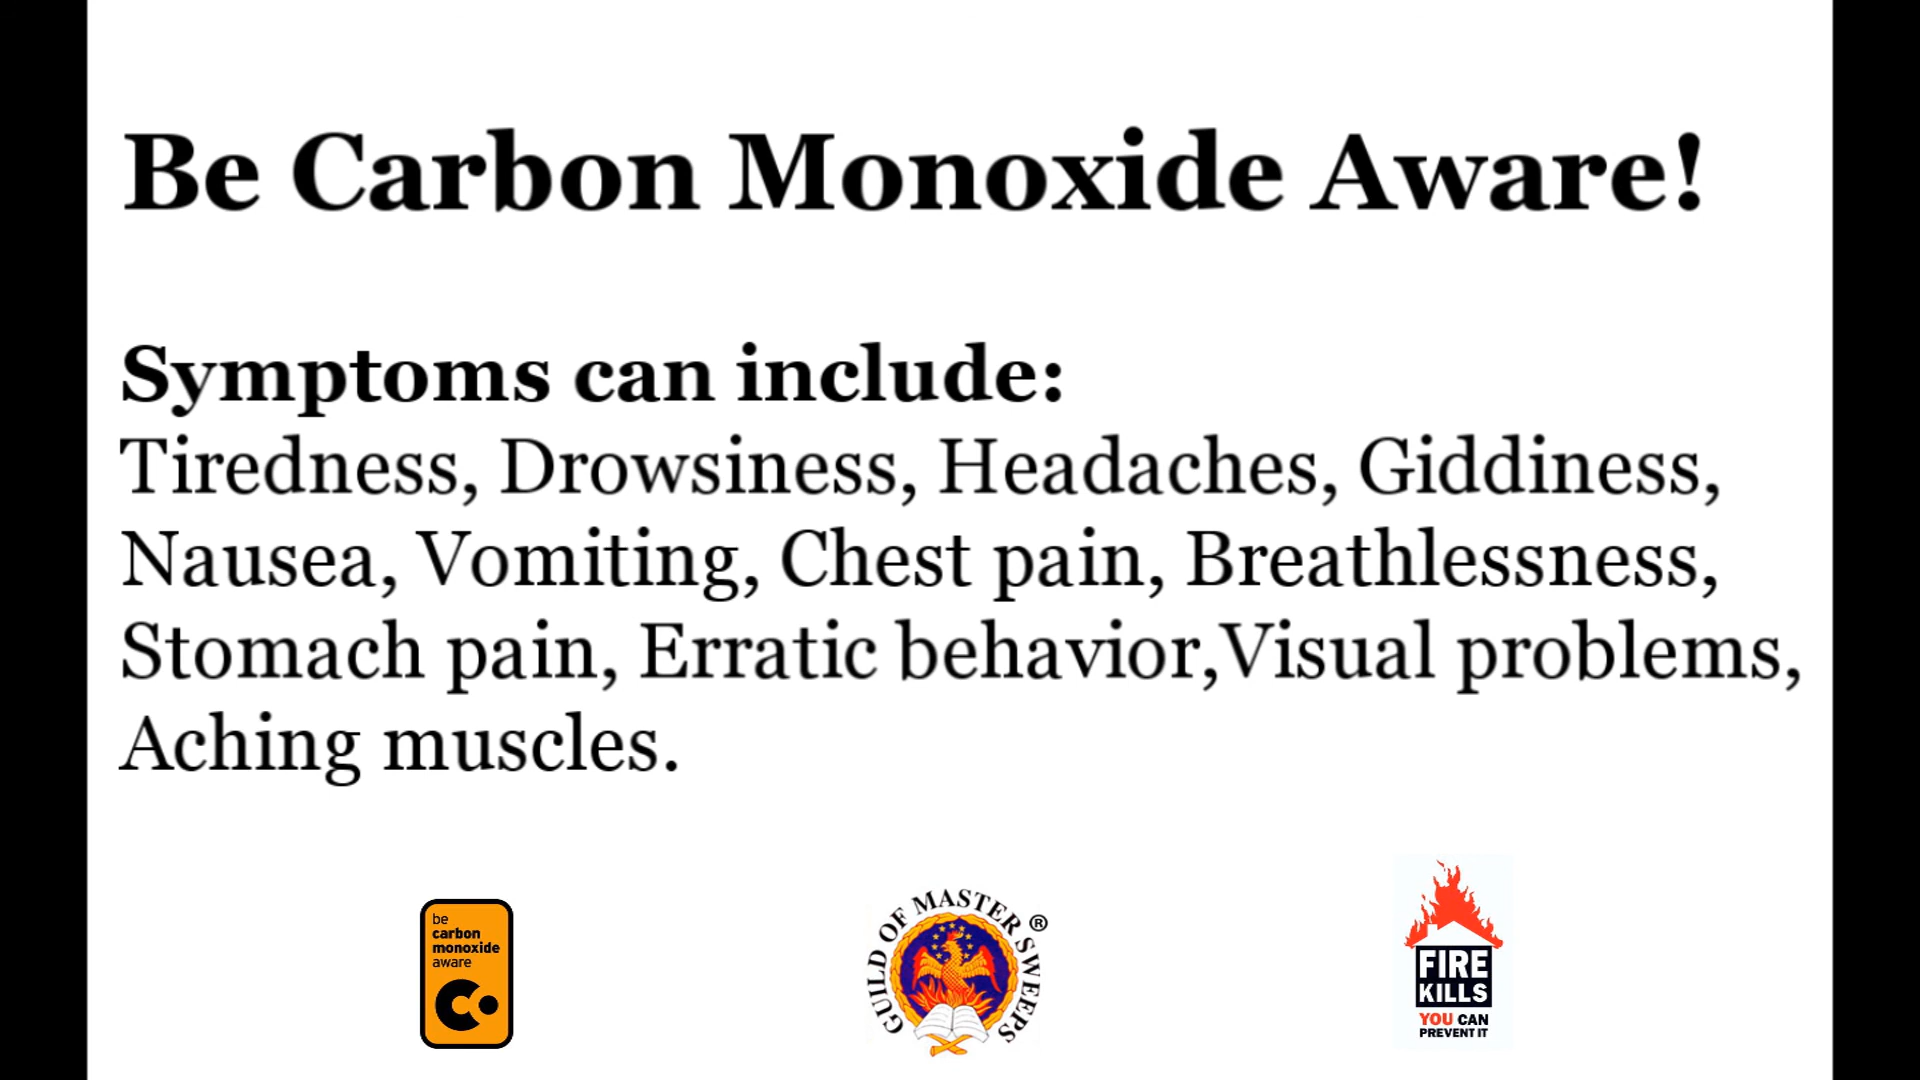 Be Carbon Monoxide Aware!
Symptoms can include:
Tiredness, Drowsiness, Headaches, Giddiness,
Nausea, Vomiting, Chest pain, Breathlessness,
Stomach pain, Erratic behavior,Visual problems,
Aching muscles.
be
carbon
monoxide
aware
Co
GUILD OF MASTER SWEEPS ®
FIRE
KILLS
YOU CAN
PREVENT IT